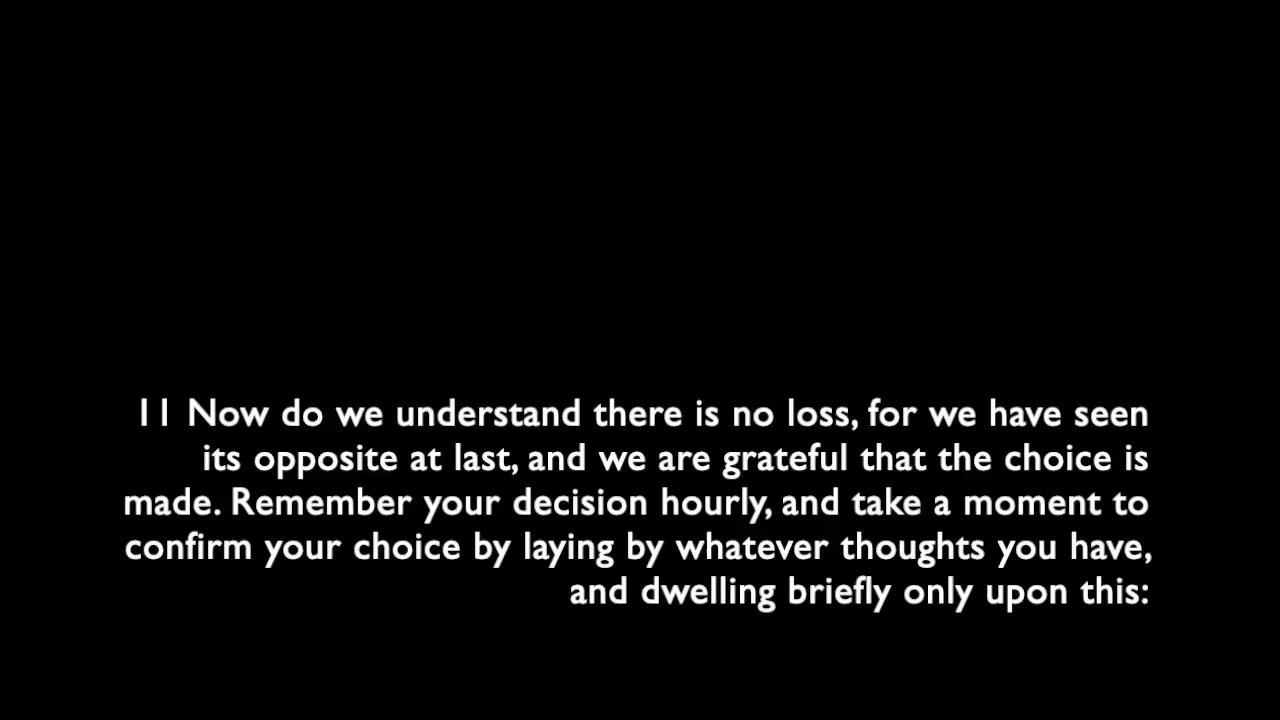 11 Now do we understand there is no loss, for we have seen
its opposite at last, and we are grateful that the choice is
made. Remember your decision hourly, and take a moment to
confirm your choice by laying by whatever thoughts you have,
and dwelling briefly only upon this: